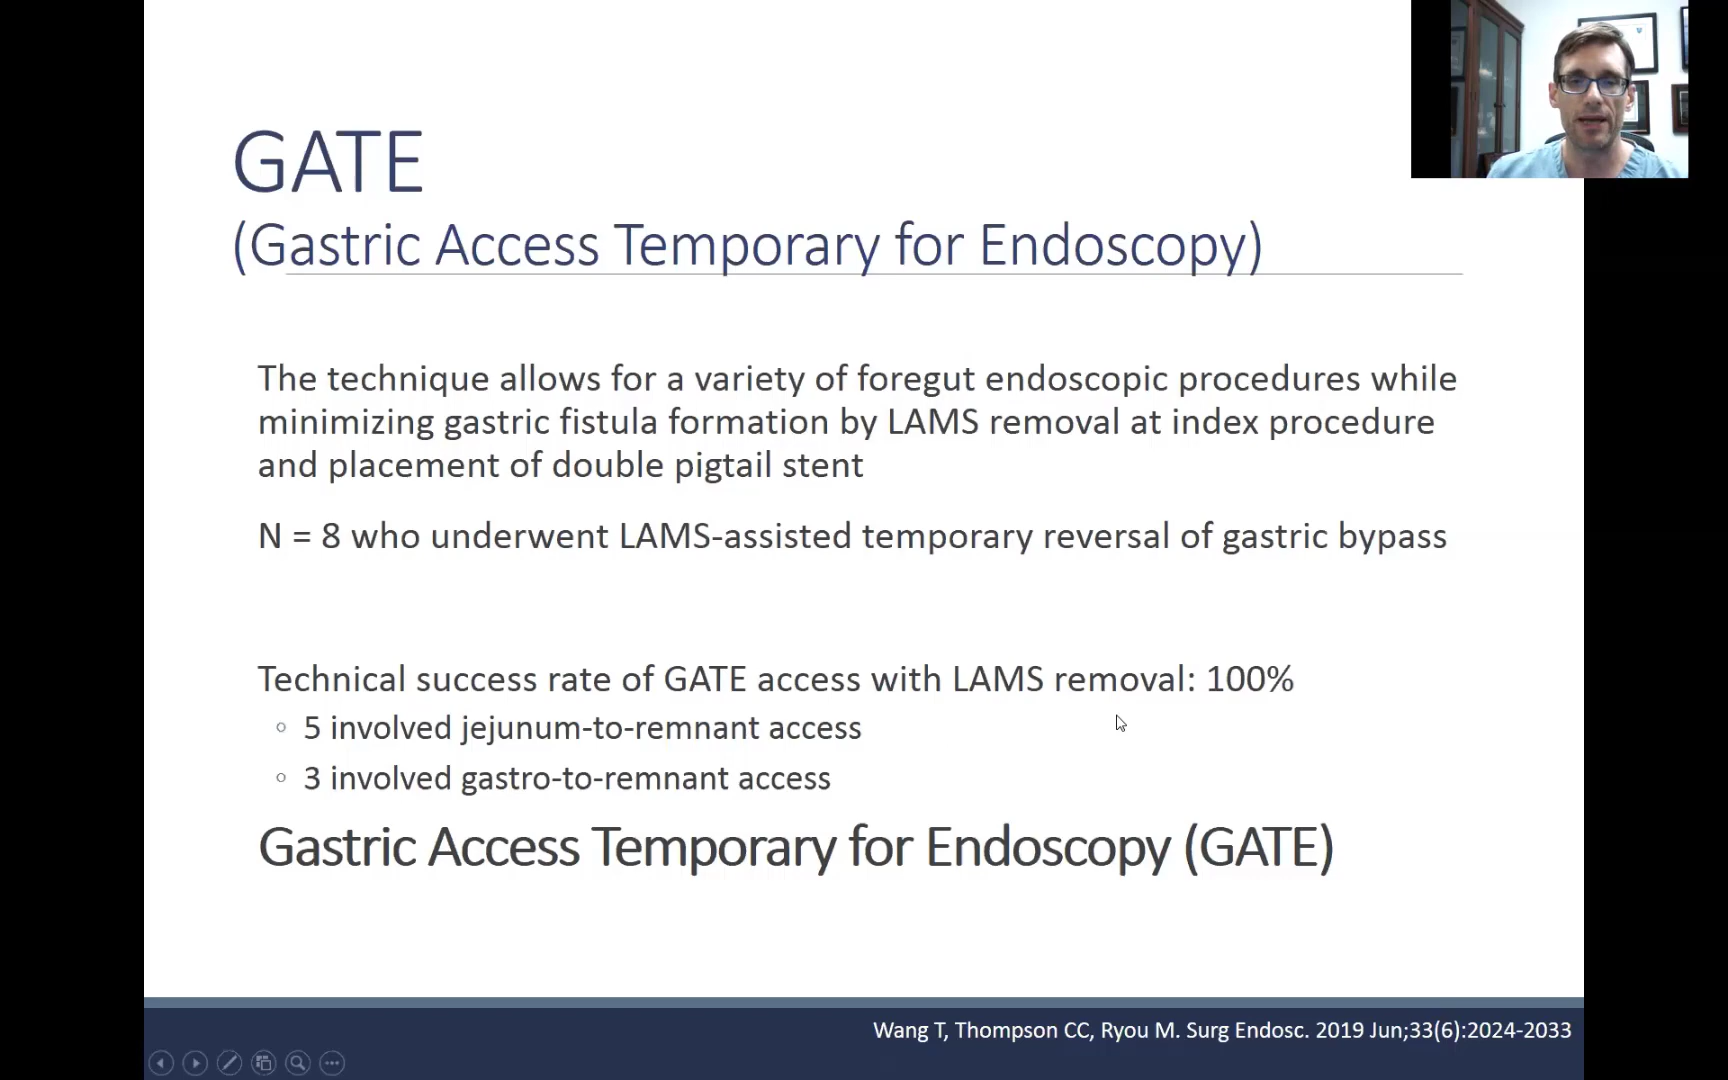 GATE
(Gastric Access Temporary for Endoscopy)
The technique allows for a variety of foregut endoscopic procedures while
minimizing gastric fistula formation by LAMS removal at index procedure
and placement of double pigtail stent
N = 8 who underwent LAMS-assisted temporary reversal of gastric bypass
Technical success rate of GATE access with LAMS removal: 100%
5 involved jejunum-to-remnant access
3 involved gastro-to-remnant access
Gastric Access Temporary for Endoscopy (GATE)
Wang T, Thompson CC, Ryou M. Surg Endosc. 2019 Jun;33(6):2024-2033